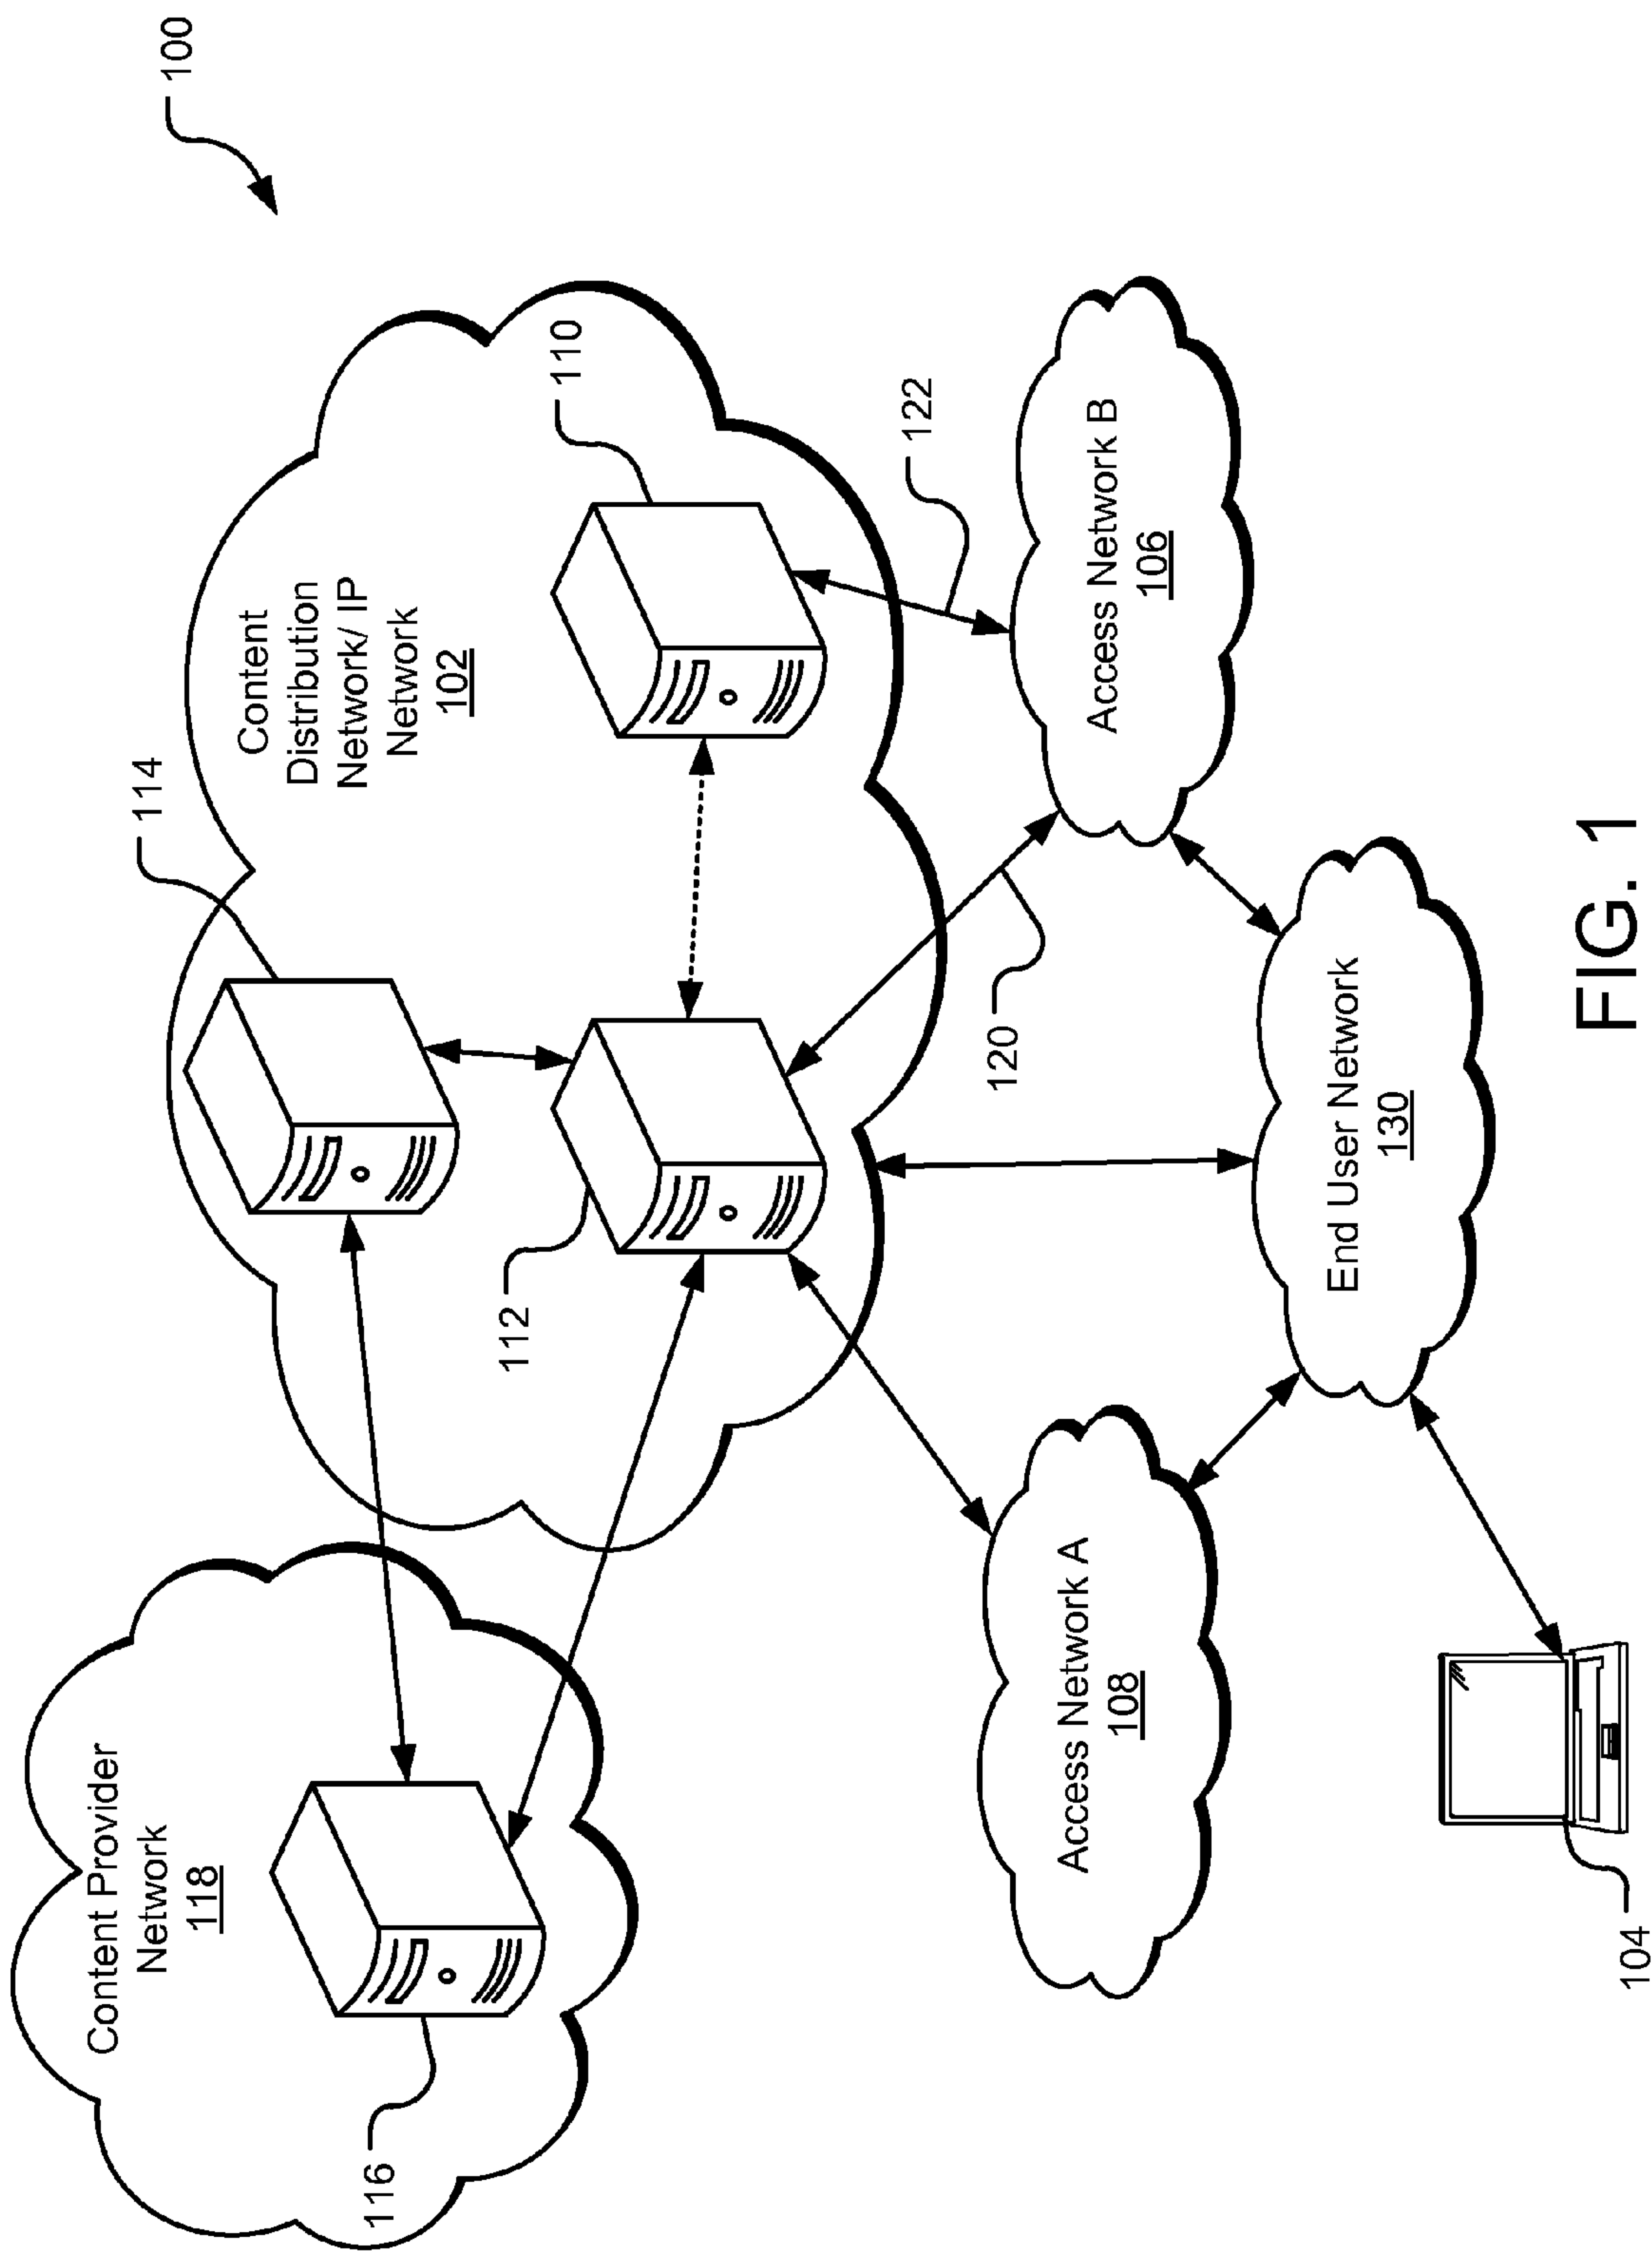 100
Content Provider
Network
118
116
114
Content
Distribution
Network/ IP
Network
102
110
112
122
120
Access Network A
108
Access Network B
106
End User Network
130
104
FIG. 1